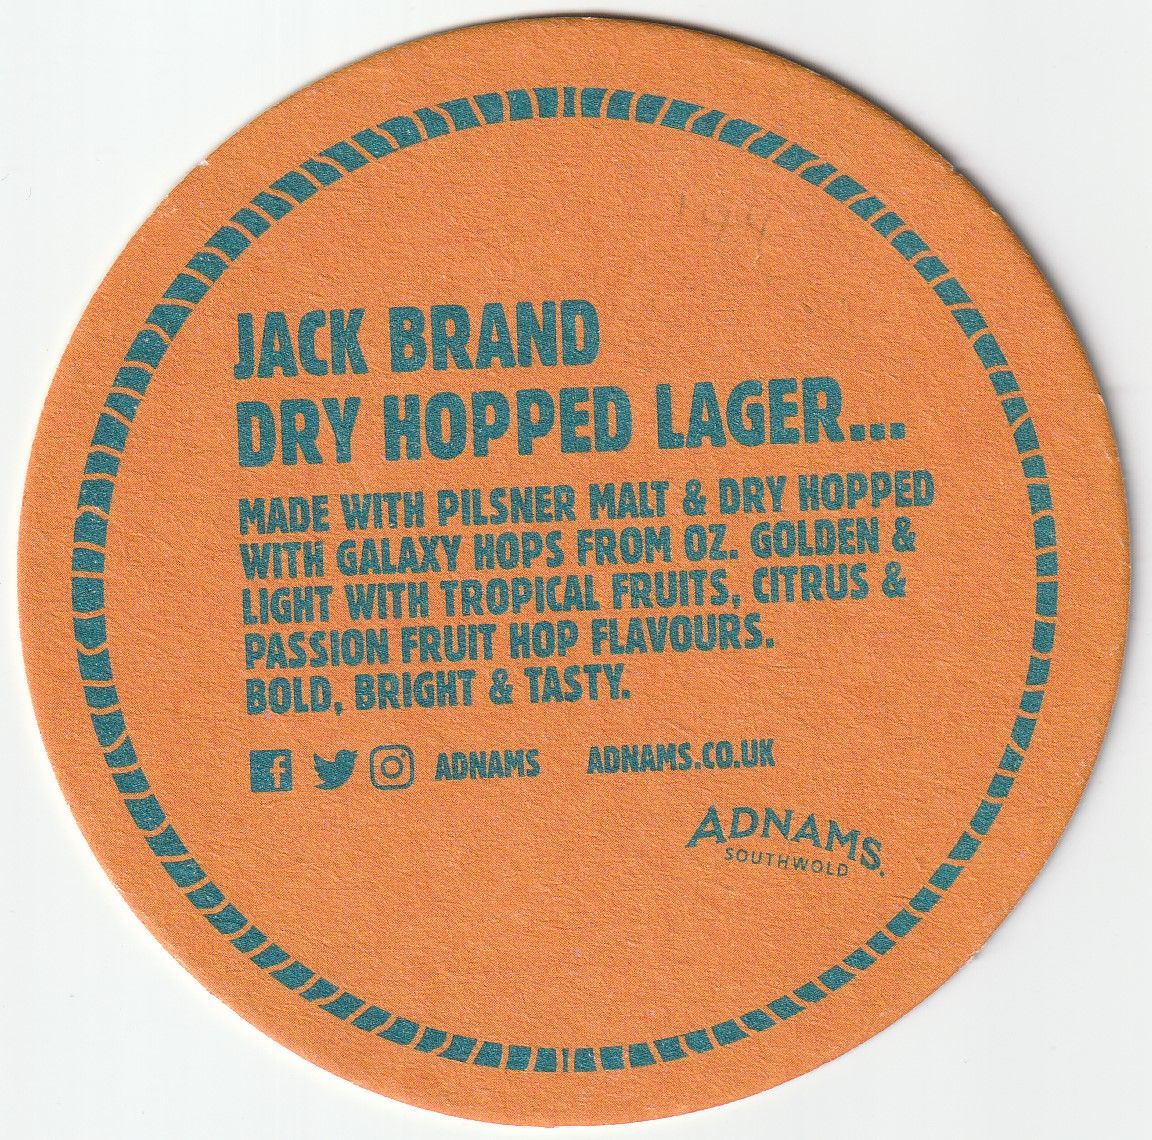 JACK BRAND
DRY HOPPED LAGER...
MADE WITH PILSNER MALT & DRY HOPPED
WITH GALAXY HOPS FROM OZ. GOLDEN &
LIGHT WITH TROPICAL FRUITS, CITRUS &
PASSION FRUIT HOP FLAVOURS.
BOLD, BRIGHT & TASTY.
ADNAMS ADNAMS.CO.UK
ADNAMS.
SOUTHWOLD